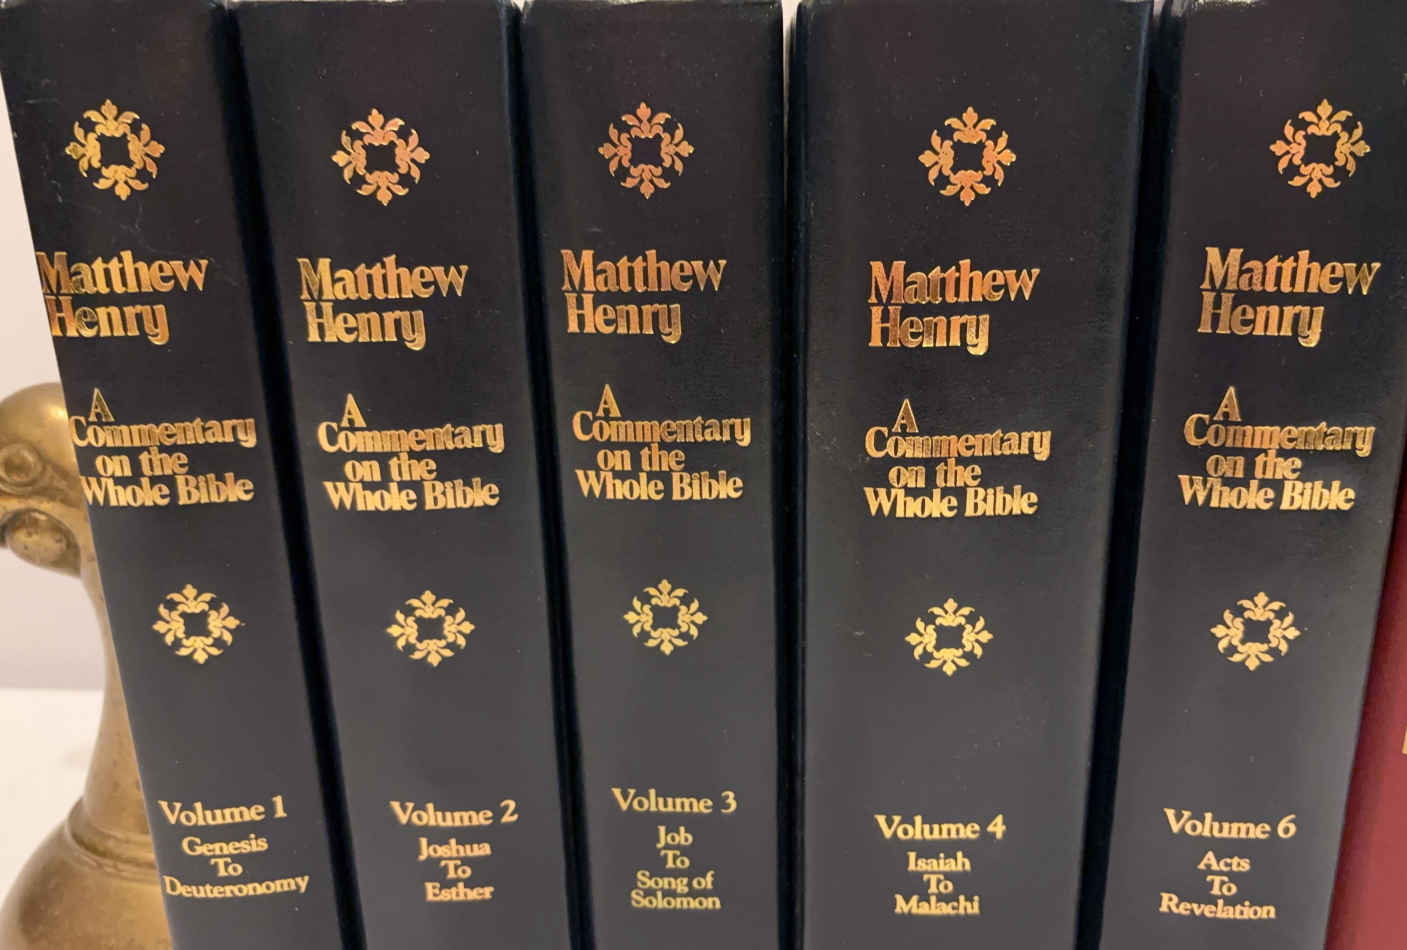 Matthew
Henry
A
Commentary
on the
Whole Bible
Volume 1
Genesis
To
Deuteronomy
Matthew
Henry
A
Commentary
on the
Whole Bible
Volume 2
Joshua
To
Esther
Matthew
Henry
A
Commentary
on the
Whole Bible
Volume 3
Job
To
Song of
Solomon
Matthew
Henry
A
Commentary
on the
Whole Bible
Volume 4
Isaiah
To
Malachi
Matthew
Henry
A
Commentary
on the
Whole Bible
Volume 6
Acts
To
Revelation